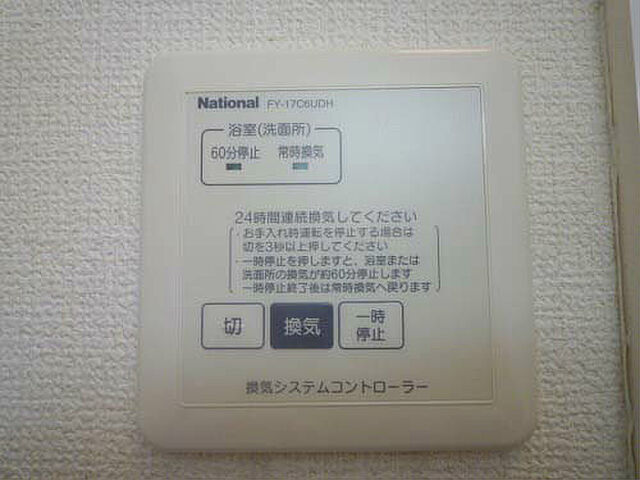 National FY-17C6UDH
浴室(洗面所)
60分停止 常時換気
24時間連続換気してください
・お手入れ時運転を停止する場合は
切を3秒以上押してください
・一時停止を押しますと、浴室または
洗面所の換気が約60分停止します
一時停止終了後は常時換気へ戻ります
切 換気 一時
停止
換気システムコントローラー